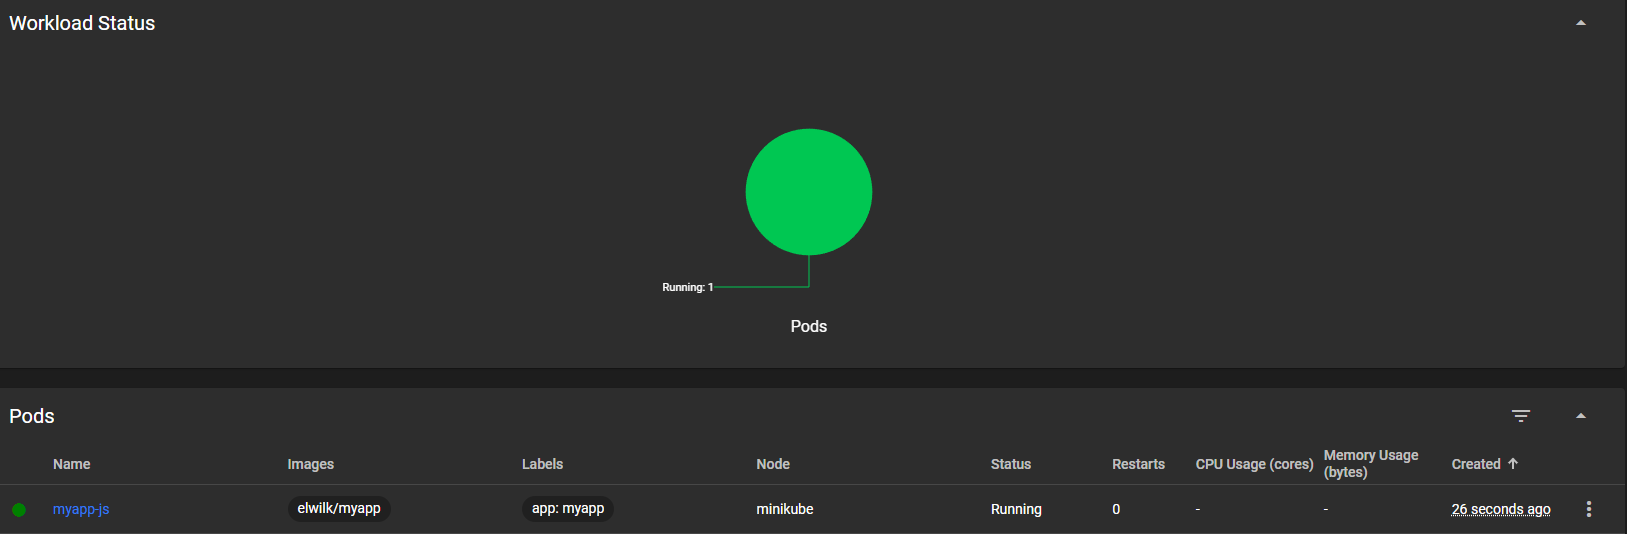 Workload Status
Running: 1
Pods
Pods
Name Images Labels Node Status Restarts CPU Usage (cores) Memory Usage (bytes) Created
myapp-js elwilk/myapp app: myapp minikube Running 0 - - 26 seconds ago